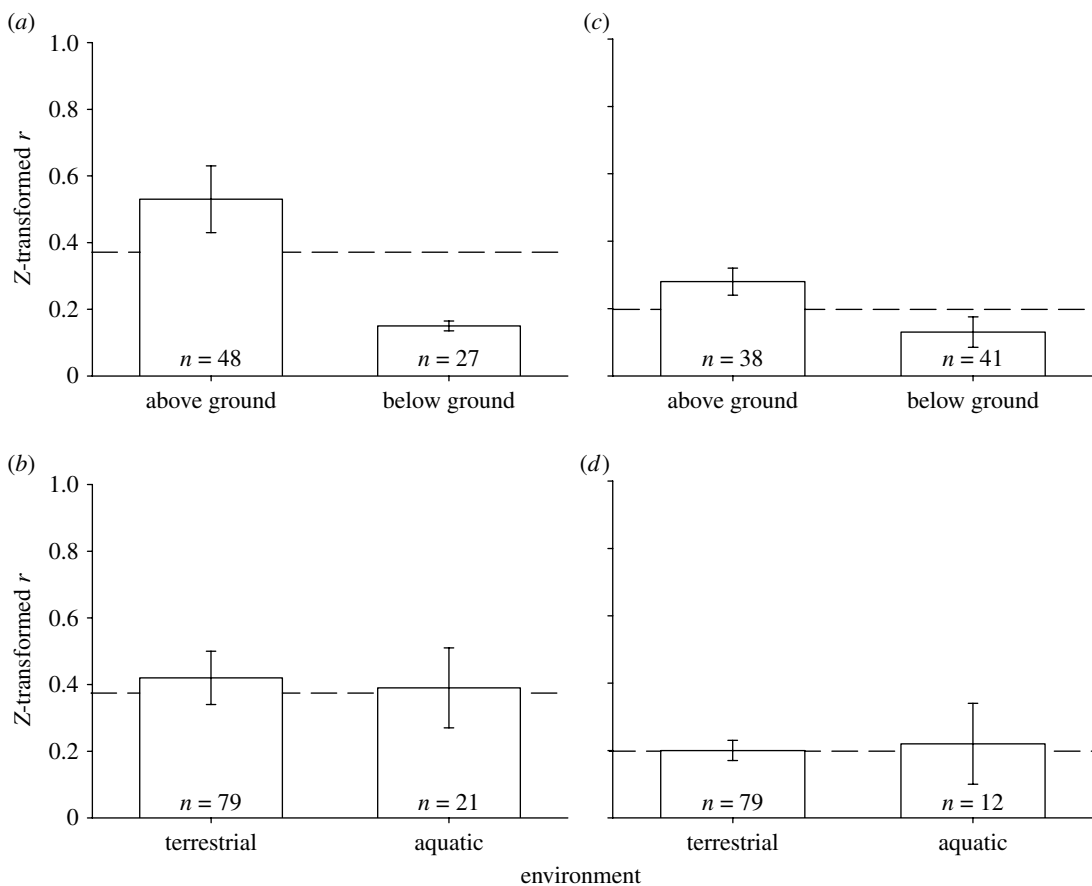 (a)
1.0
0.8
0.6
0.4
0.2
0
Z-transformed r
n = 48
n = 27
above ground
below ground
(c)
n = 38
n = 41
above ground
below ground
(b)
1.0
0.8
0.6
0.4
0.2
0
Z-transformed r
n = 79
n = 21
terrestrial
aquatic
(d)
n = 79
n = 12
terrestrial
aquatic
environment